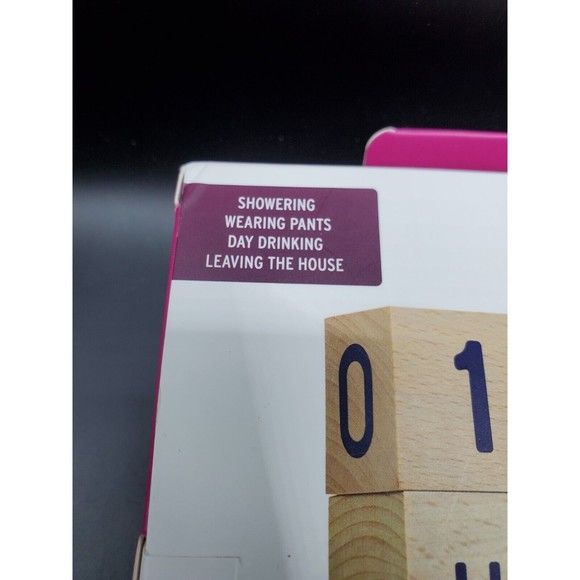 SHOWERING
WEARING PANTS
DAY DRINKING
LEAVING THE HOUSE
0 1